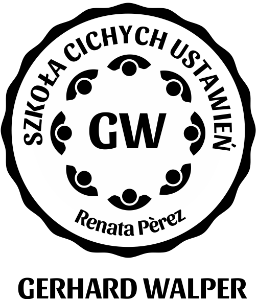 SZKOŁA CICHYCH USTAWIEŃ
GW
Renata Pèrez
GERHARD WALPER